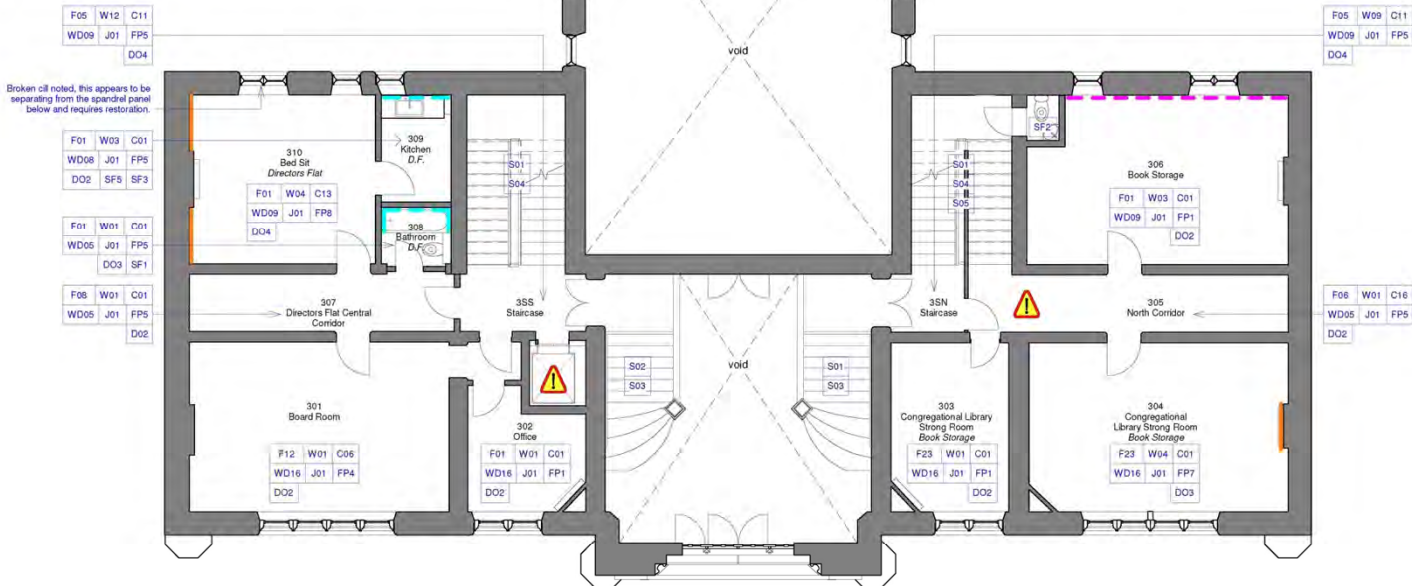 F05 W12 C11
WD09 J01 FP5
DO4
Broken cill noted, this appears to be
separating from the spandrel panel
below and requires restoration.
F01 W03 C01
WD08 J01 FP5
DO2 SF5 SF3
F01 W01 C01
WD05 J01 FP5
DO3 SF1
F08 W01 C01
WD05 J01 FP5
D02
310
Bed Sit
Directors Flat
F01 W04 C13
WD09 J01 FP8
DO4
309
Kitchen
D.F.
308
Bathroom
D.F.
307
Directors Flat Central
Corridor
301
Board Room
F12 W01 C06
WD16 J01 FP4
DO2
302
Office
F01 W01 C01
WD16 J01 FP1
DO2
S01
S04
3SS
Staircase
void
void
S02
S03
S01
S03
S01
S04
S05
3SN
Staircase
SF2
306
Book Storage
F01 W03 C01
WD09 J01 FP1
DO2
305
North Corridor
303
Congregational Library
Strong Room
Book Storage
F23 W01 C01
WD16 J01 FP1
DO2
304
Congregational
Library Strong Room
Book Storage
F23 W04 C01
WD16 J01 FP7
DO3
F05 W09 C11
WD09 J01 FP5
DO4
F06 W01 C16
WD05 J01 FP5
DO2